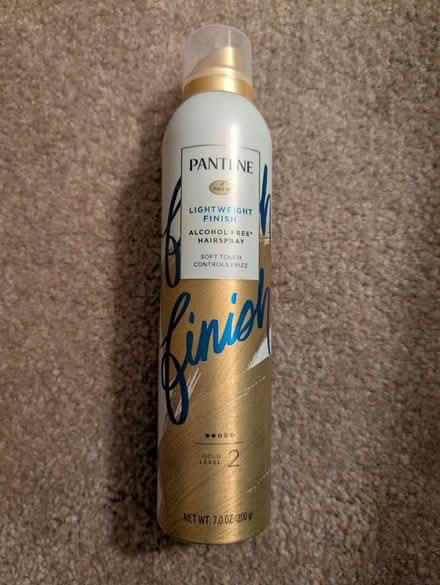 PANTENE
LIGHTWEIGHT
FINISH
ALCOHOL FREE*
HAIRSPRAY
SOFT TOUCH
CONTROLS FRIZZ
finish
HOLD
LEVEL 2
NET WT. 7.0 OZ (200 g)